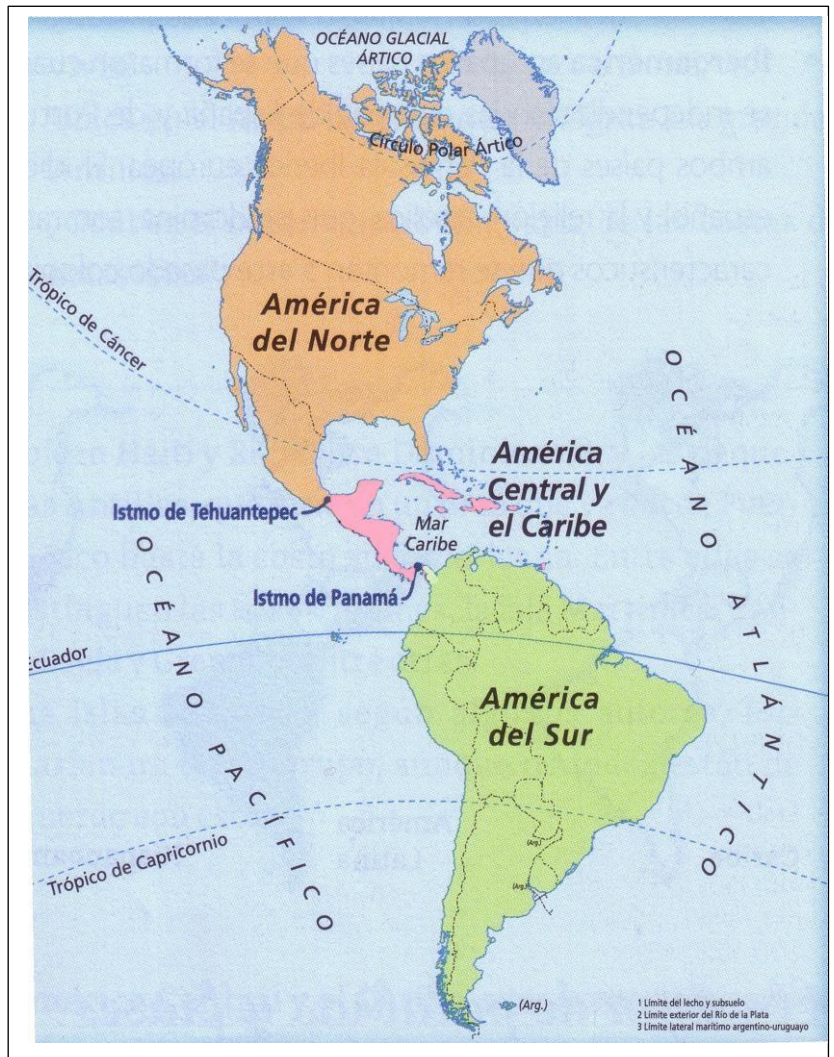 OCÉANO GLACIAL
ÁRTICO
Círculo Polar Ártico
Trópico de Cáncer
América
del Norte
OCÉANO ATLÁNTICO
América
Central y
el Caribe
Istmo de Tehuantepec
Mar
Caribe
Istmo de Panamá
OCÉANO PACÍFICO
Ecuador
América
del Sur
Trópico de Capricornio
(Arg.)
(Arg.)
(Arg.)
1 Límite del lecho y subsuelo
2 Límite exterior del Río de la Plata
3 Límite lateral marítimo argentino-uruguayo